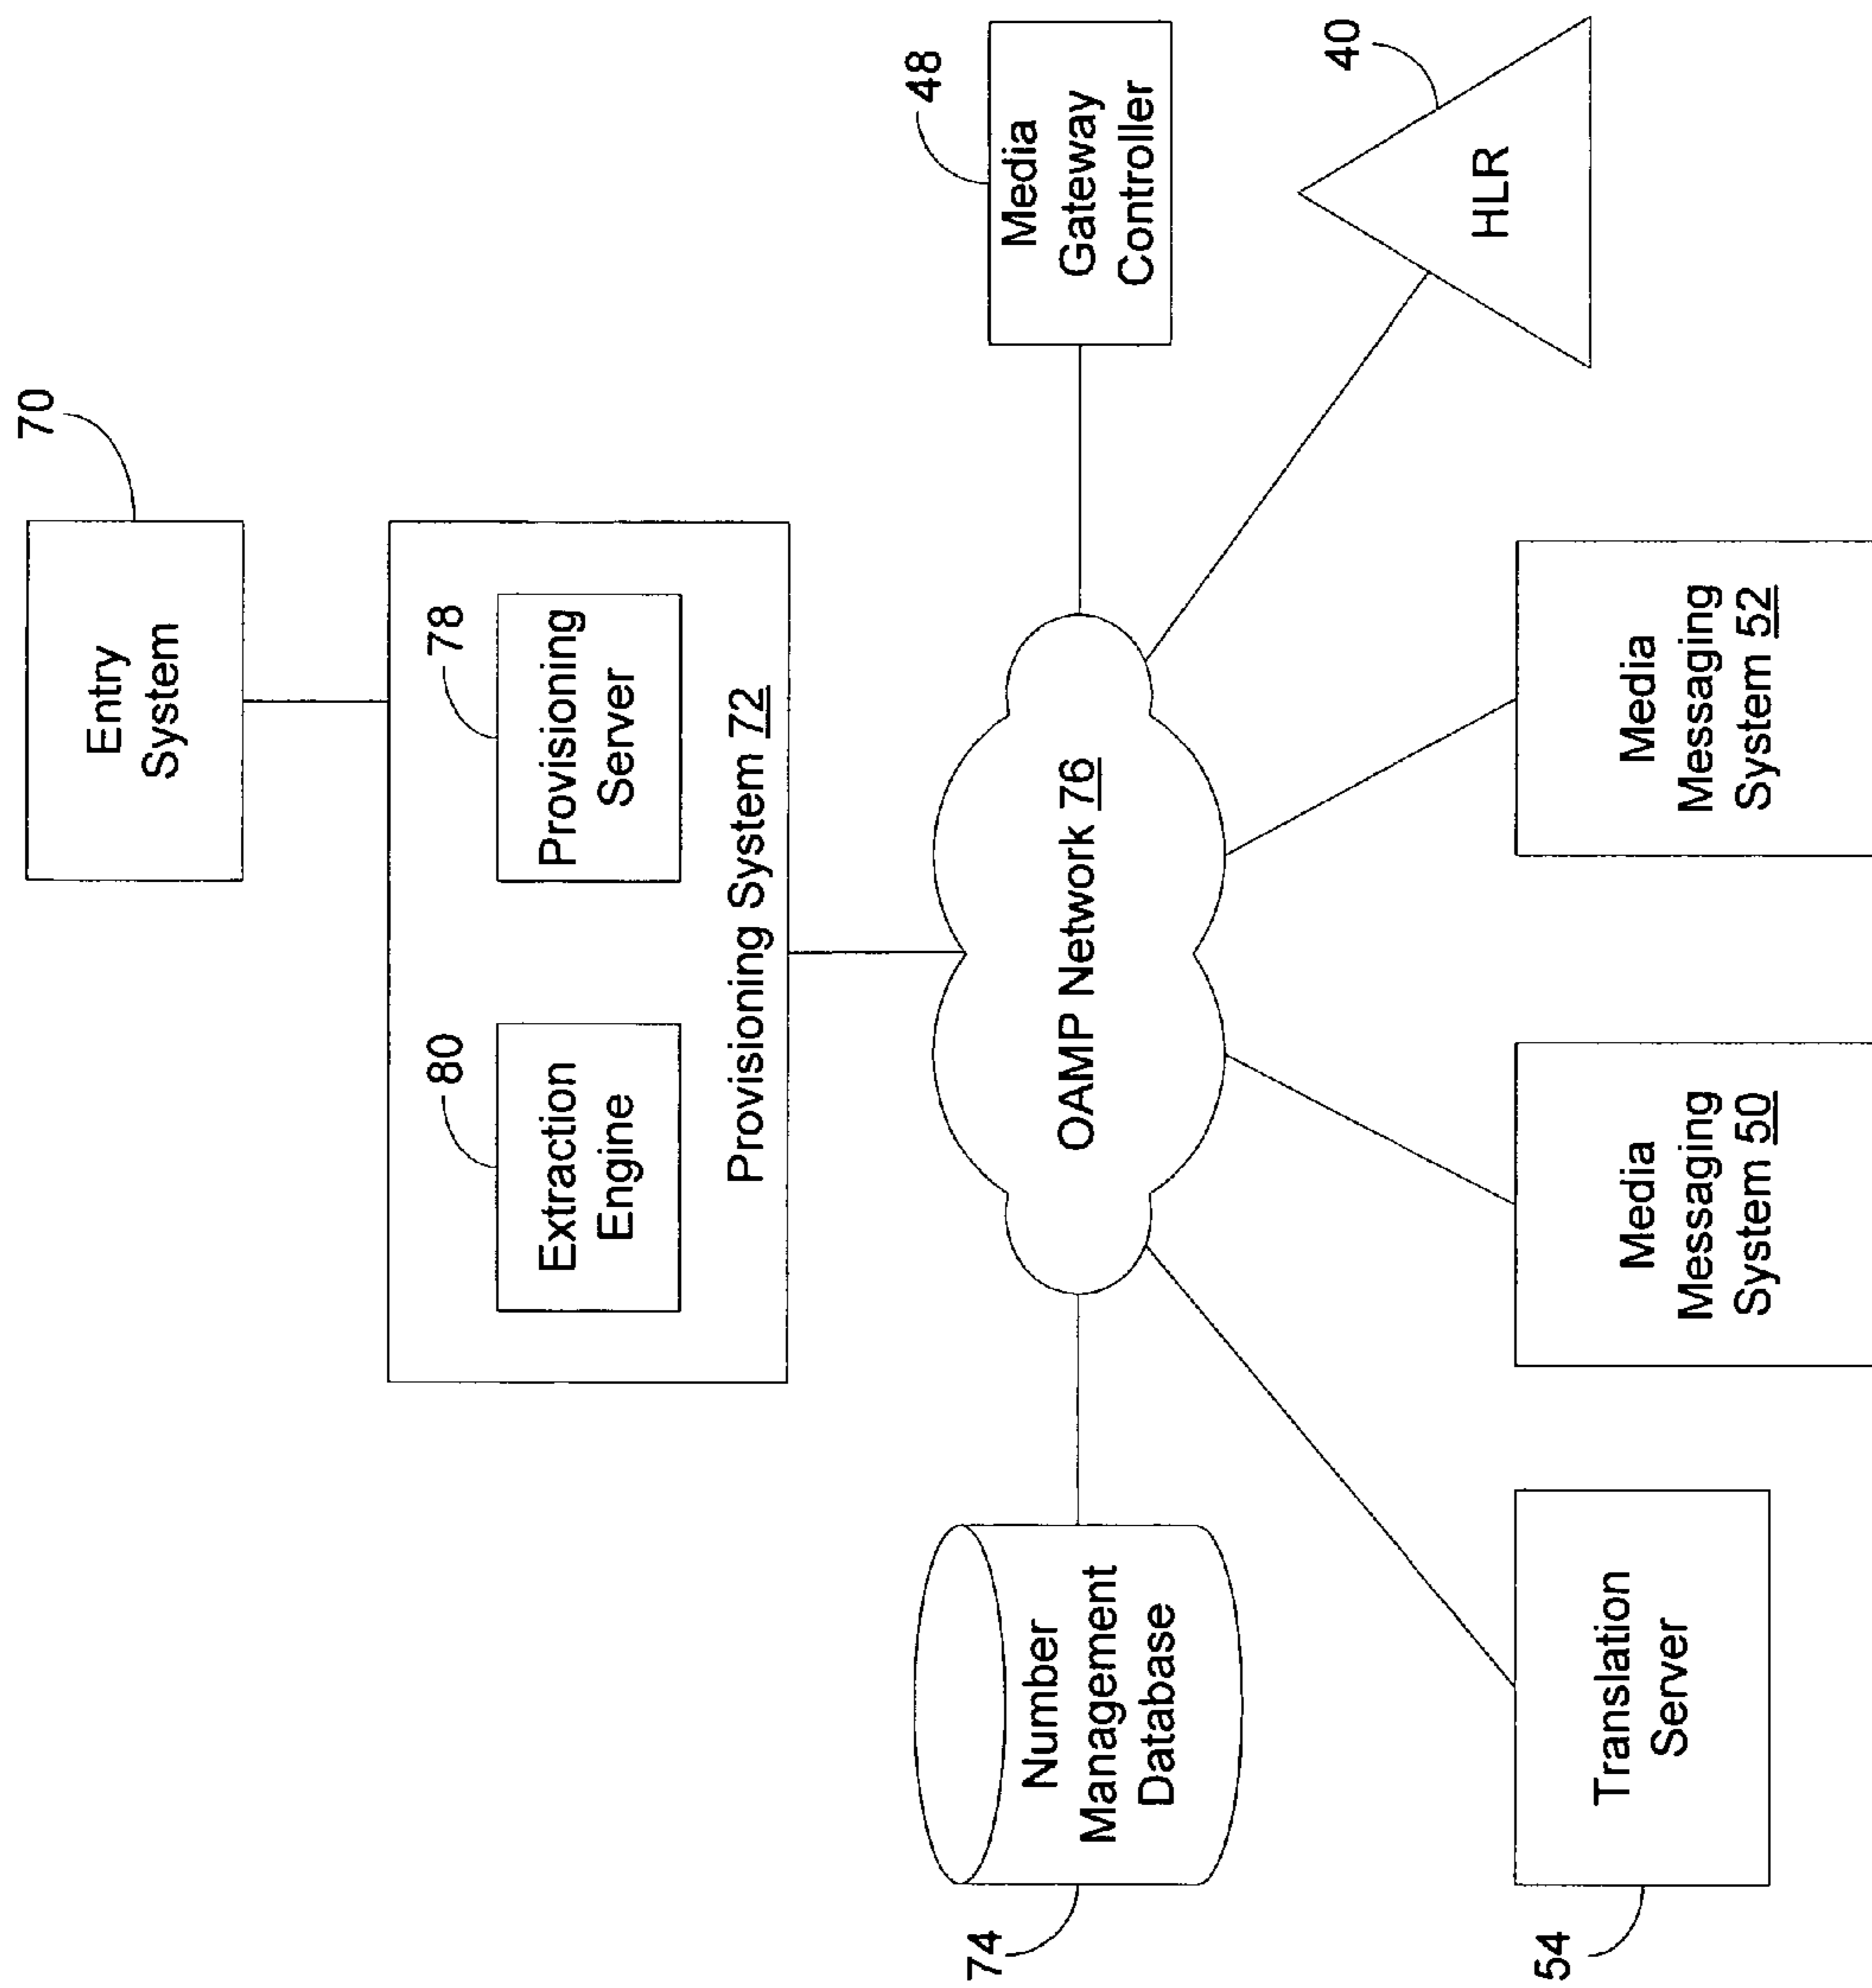 70
Entry
System
80
Extraction
Engine
78
Provisioning
Server
Provisioning System 72
74
Number
Management
Database
OAMP Network 76
48
Media
Gateway
Controller
40
HLR
54
Translation
Server
Media
Messaging
System 50
Media
Messaging
System 52